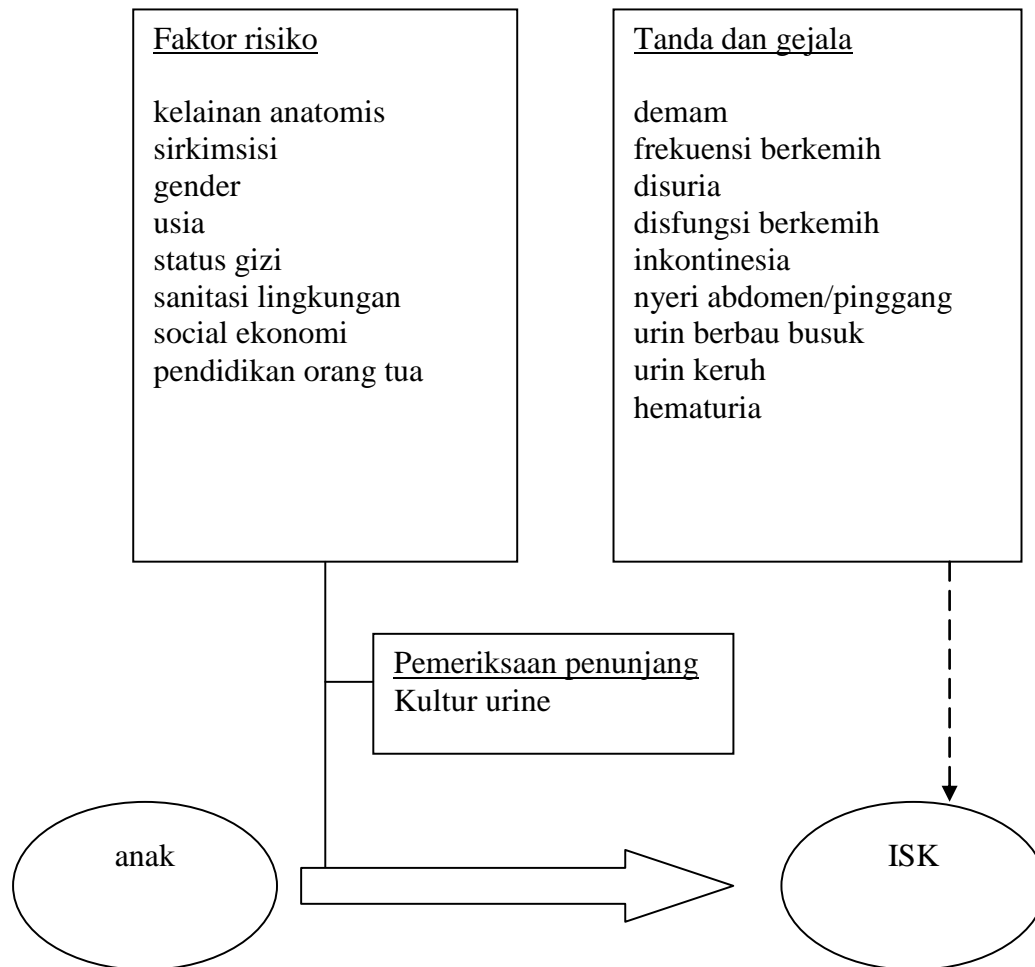 Faktor risiko
kelainan anatomis
sirkimsisi
gender
usia
status gizi
sanitasi lingkungan
social ekonomi
pendidikan orang tua
Tanda dan gejala
demam
frekuensi berkemih
disuria
disfungsi berkemih
inkontinesia
nyeri abdomen/pinggang
urin berbau busuk
urin keruh
hematuria
Pemeriksaan penunjang
Kultur urine
anak
ISK